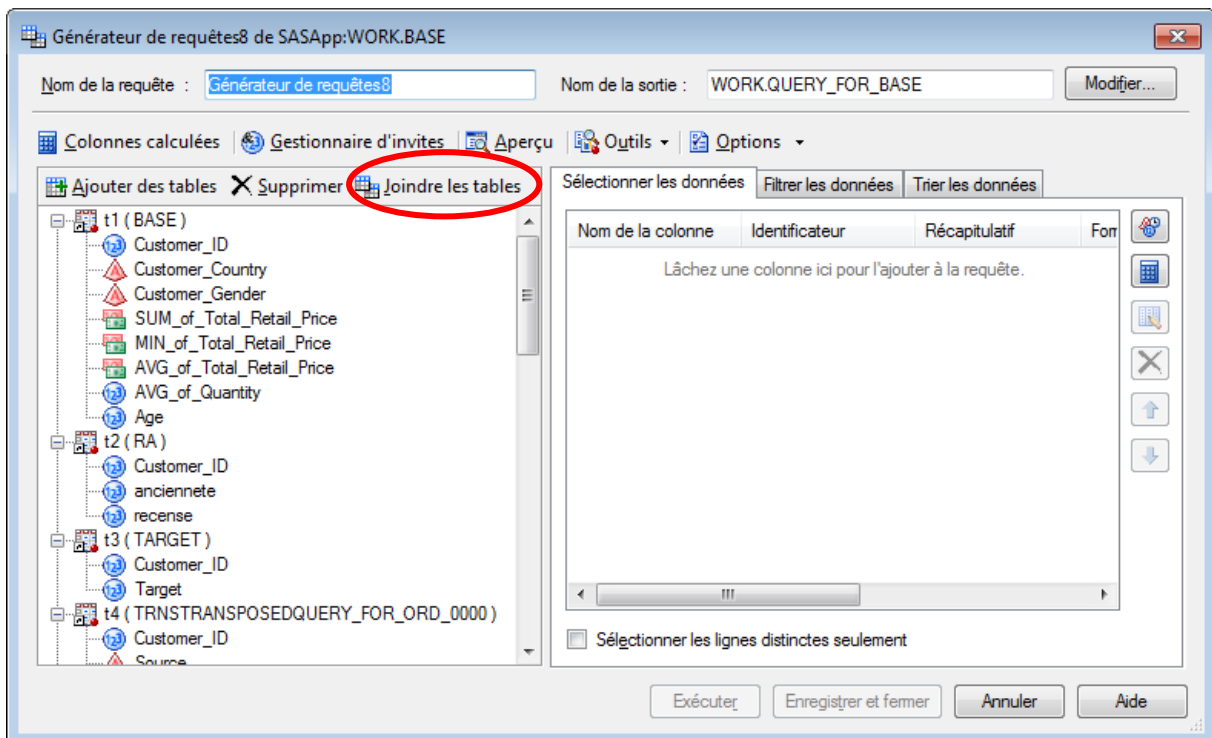 Générateur de requêtes8 de SASApp:WORK.BASE
Nom de la requête : Générateur de requêtes8 Nom de la sortie : WORK.QUERY_FOR_BASE Modifier...
Colonnes calculées Gestionnaire d'invites Aperçu Outils Options
Ajouter des tables Supprimer Joindre les tables
t1 ( BASE )
Customer_ID
Customer_Country
Customer_Gender
SUM_of_Total_Retail_Price
MIN_of_Total_Retail_Price
AVG_of_Total_Retail_Price
AVG_of_Quantity
Age
t2 ( RA )
Customer_ID
anciennete
recense
t3 ( TARGET )
Customer_ID
Target
t4 ( TRNSTRANSPOSEDQUERY_FOR_ORD_0000 )
Customer_ID
Source
Sélectionner les données Filtrer les données Trier les données
Nom de la colonne Identificateur Récapitulatif Form
Lâchez une colonne ici pour l'ajouter à la requête.
Sélectionner les lignes distinctes seulement
Exécuter Enregistrer et fermer Annuler Aide